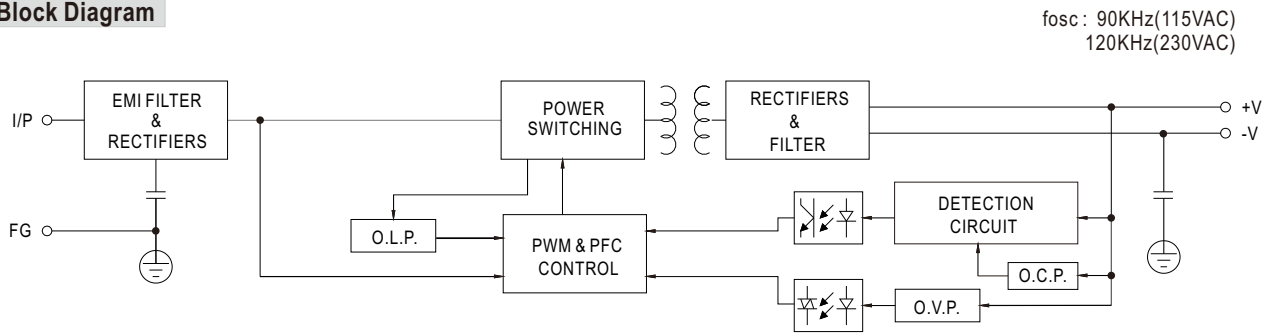 Block Diagram
fosc : 90KHz(115VAC)
120KHz(230VAC)
I/P
EMI FILTER
&
RECTIFIERS
POWER
SWITCHING
RECTIFIERS
&
FILTER
+V
-V
FG
O.L.P.
PWM & PFC
CONTROL
DETECTION
CIRCUIT
O.C.P.
O.V.P.